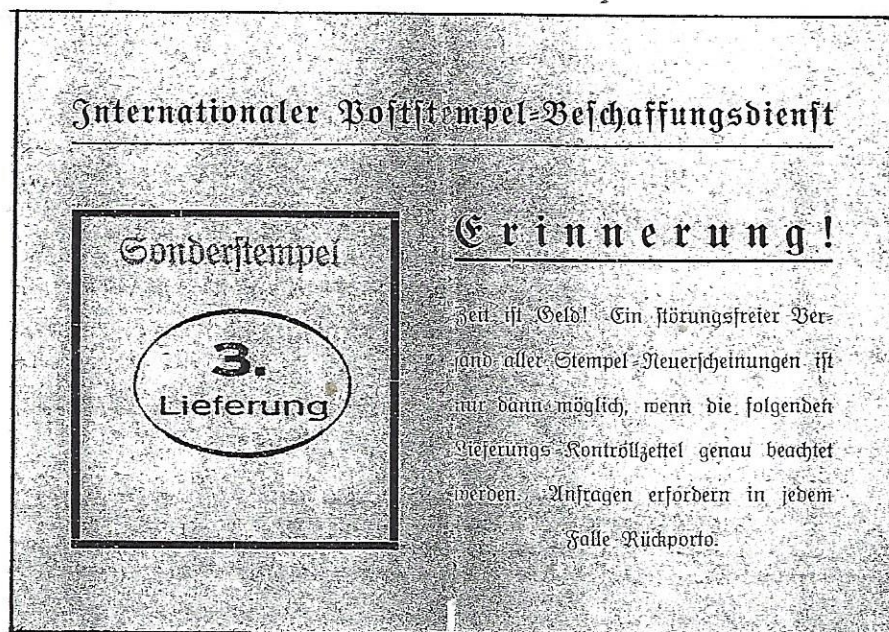 Internationaler Poststempel-Beschaffungsdienst
Sonderstempel
3.
Lieferung
Erinnerung!
Zeit ist Geld! Ein störungsfreier Ver-
sand aller Stempel-Neuerscheinungen ist
nur dann möglich, wenn die folgenden
Lieferungs-Kontrollzettel genau beachtet
werden. Anfragen erfordern in jedem
Falle Rückporto.